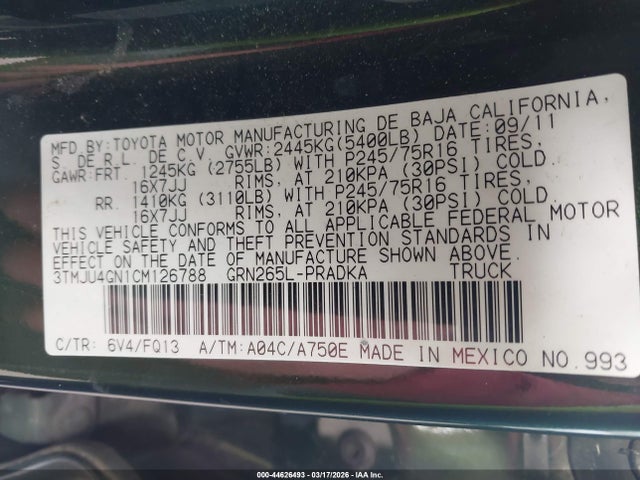 MFD.BY:TOYOTA MOTOR MANUFACTURING DE BAJA CALIFORNIA,
S. DE R.L. DE C.V. GVWR:2445KG(5400LB) DATE:09/11
GAWR:FRT. 1245KG (2755LB) WITH P245/75R16 TIRES,
16X7JJ RIMS, AT 210KPA (30PSI) COLD.
RR. 1410KG (3110LB) WITH P245/75R16 TIRES,
16X7JJ RIMS, AT 210KPA (30PSI) COLD.
THIS VEHICLE CONFORMS TO ALL APPLICABLE FEDERAL MOTOR
VEHICLE SAFETY AND THEFT PREVENTION STANDARDS IN
EFFECT ON THE DATE OF MANUFACTURE SHOWN ABOVE.
3TMJU4GN1CM126788 GRN265L-PRADKA TRUCK
C/TR: 6V4/FQ13 A/TM: A04C/A750E MADE IN MEXICO NO.993
000-44626493 - 03/17/2026 - IAA Inc.